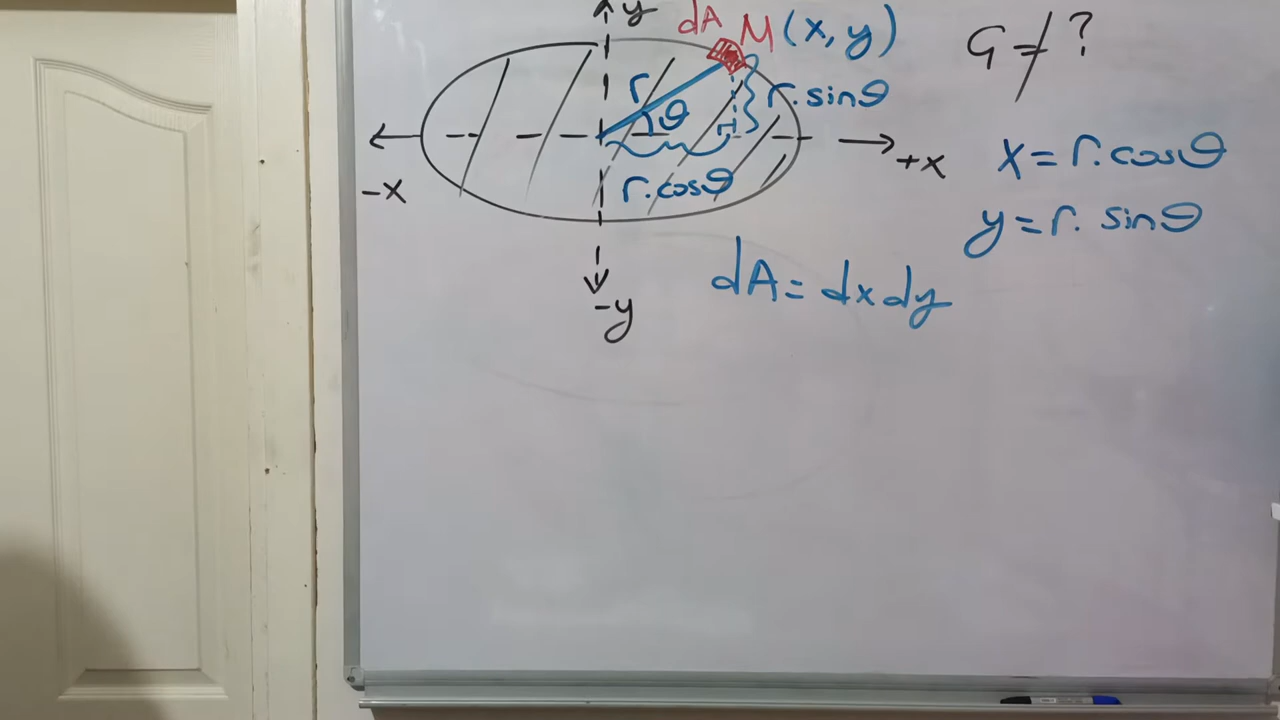 y
dA M (x, y)
G ≠ ?
r
θ
r.sinθ
-x
+x
r.cosθ
x = r.cosθ
y = r. sinθ
-y
dA = dx dy